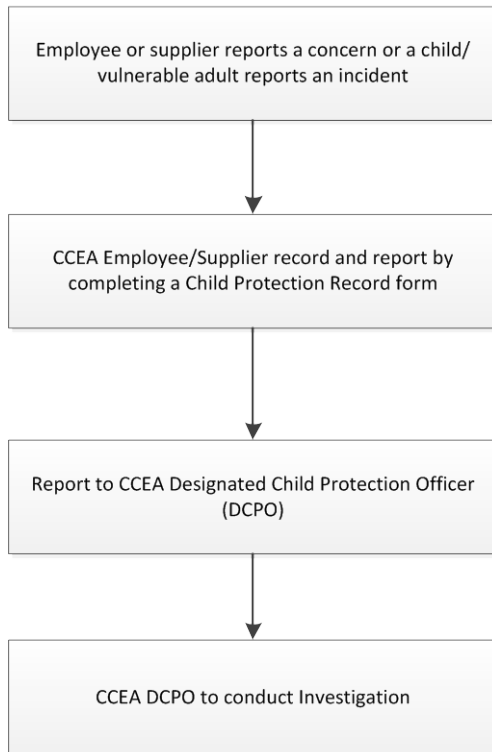 Employee or supplier reports a concern or a child/
vulnerable adult reports an incident
CCEA Employee/Supplier record and report by
completing a Child Protection Record form
Report to CCEA Designated Child Protection Officer
(DCPO)
CCEA DCPO to conduct Investigation